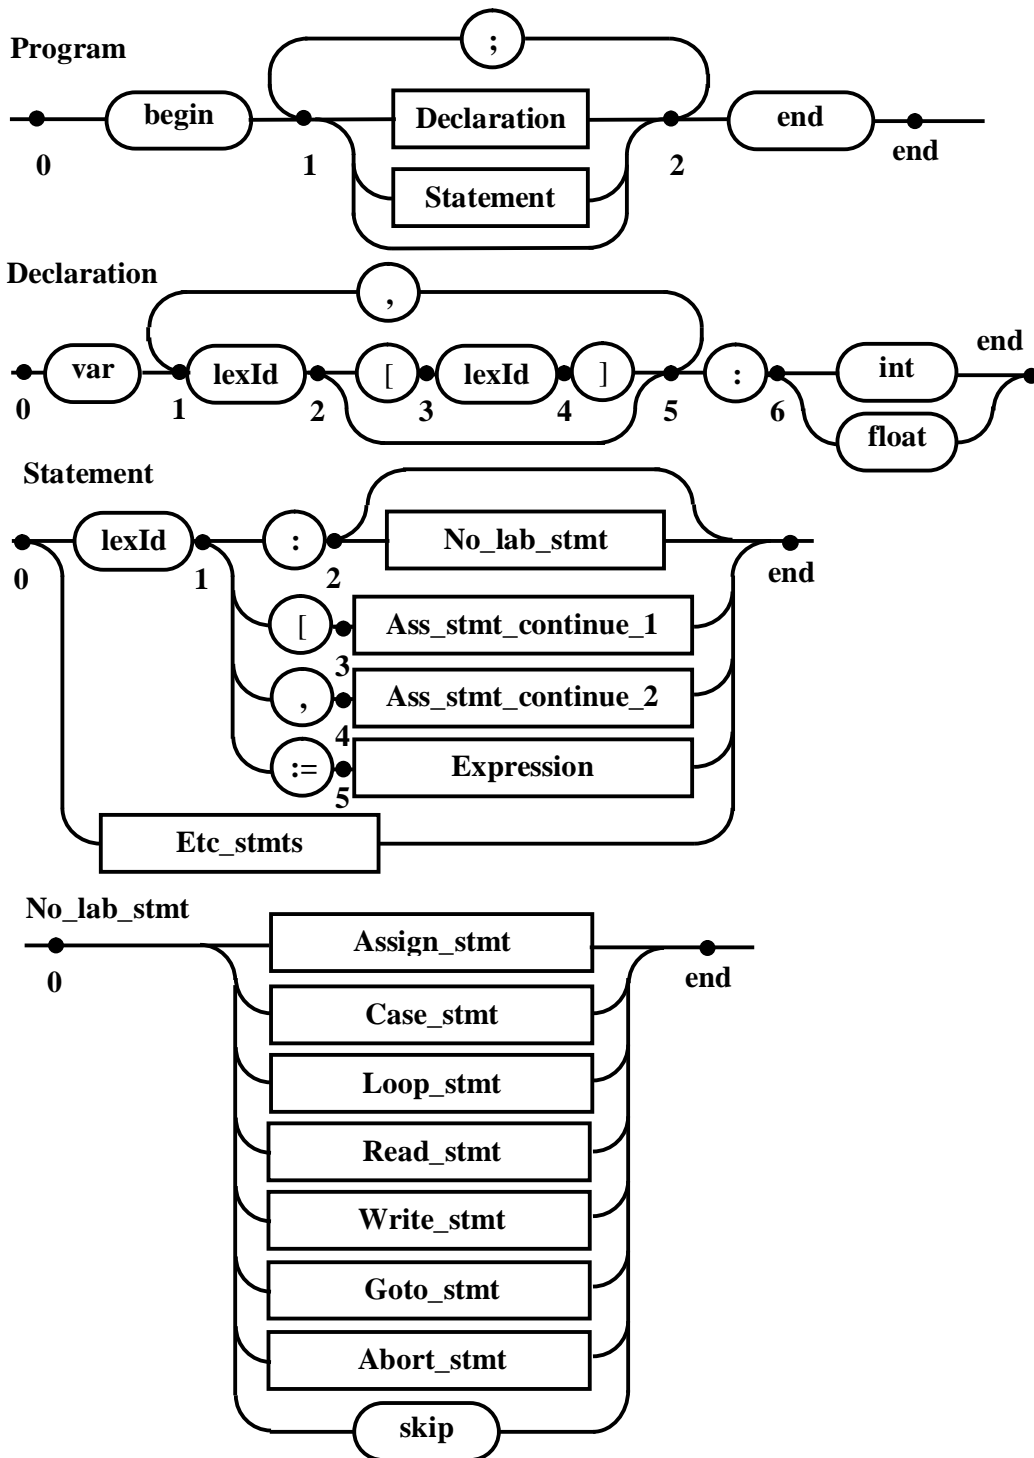 ;
Program
begin Declaration end
0 1 2 end
Statement
Declaration
,
end
var lexId [ lexId ] : int
0 1 2 3 4 5 6
float
Statement
lexId : No_lab_stmt
0 1 2 end
[ Ass_stmt_continue_1
3
, Ass_stmt_continue_2
4
:= Expression
5
Etc_stmts
No_lab_stmt
Assign_stmt
0 end
Case_stmt
Loop_stmt
Read_stmt
Write_stmt
Goto_stmt
Abort_stmt
skip